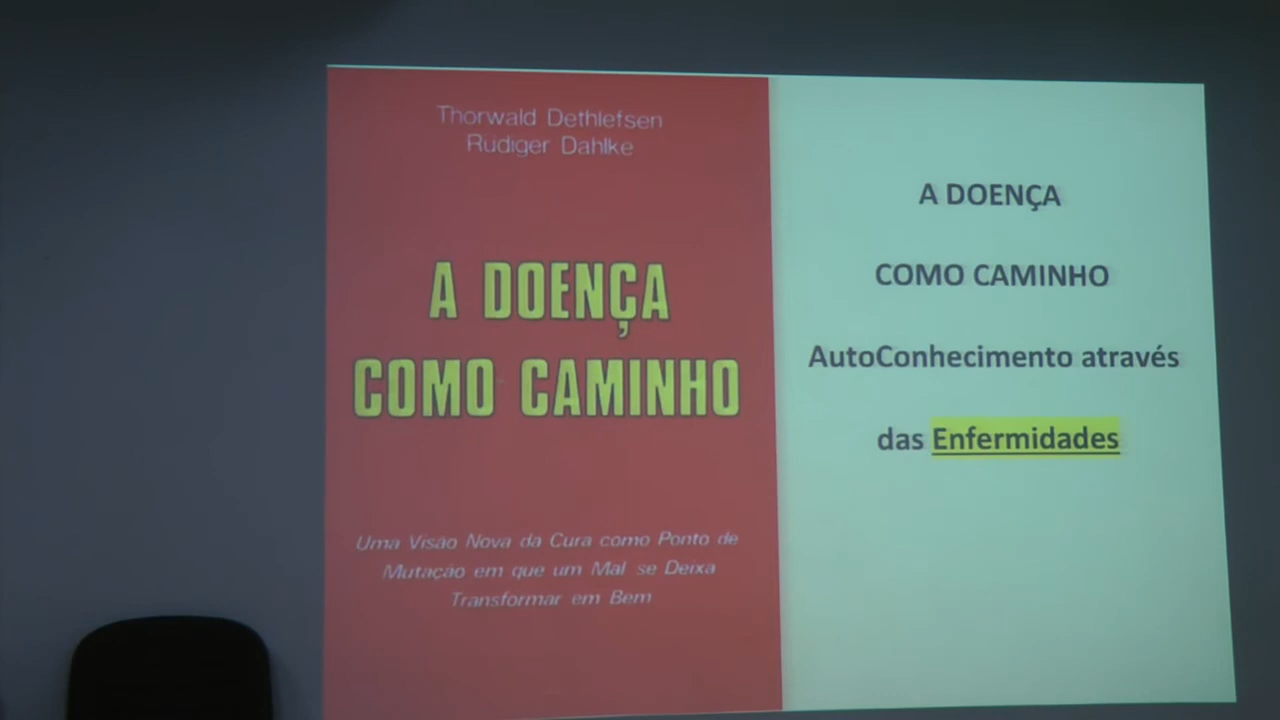 Thorwald Dethlefsen
Rüdiger Dahlke
A DOENÇA
COMO CAMINHO
Uma Visão Nova da Cura como Ponto de
Mutação em que um Mal se Deixa
Transformar em Bem
A DOENÇA
COMO CAMINHO
AutoConhecimento através
das Enfermidades